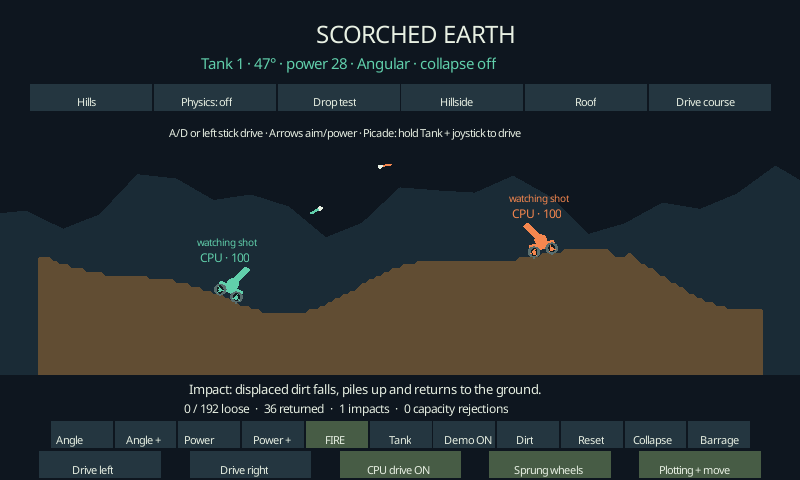 SCORCHED EARTH
Tank 1 · 47° · power 28 · Angular · collapse off
Hills Physics: off Drop test Hillside Roof Drive course
A/D or left stick drive · Arrows aim/power · Picade: hold Tank + joystick to drive
watching shot
CPU · 100
watching shot
CPU · 100
Impact: displaced dirt falls, piles up and returns to the ground.
0 / 192 loose · 36 returned · 1 impacts · 0 capacity rejections
Angle Angle + Power Power + FIRE Tank Demo ON Dirt Reset Collapse Barrage
Drive left Drive right CPU drive ON Sprung wheels Plotting + move